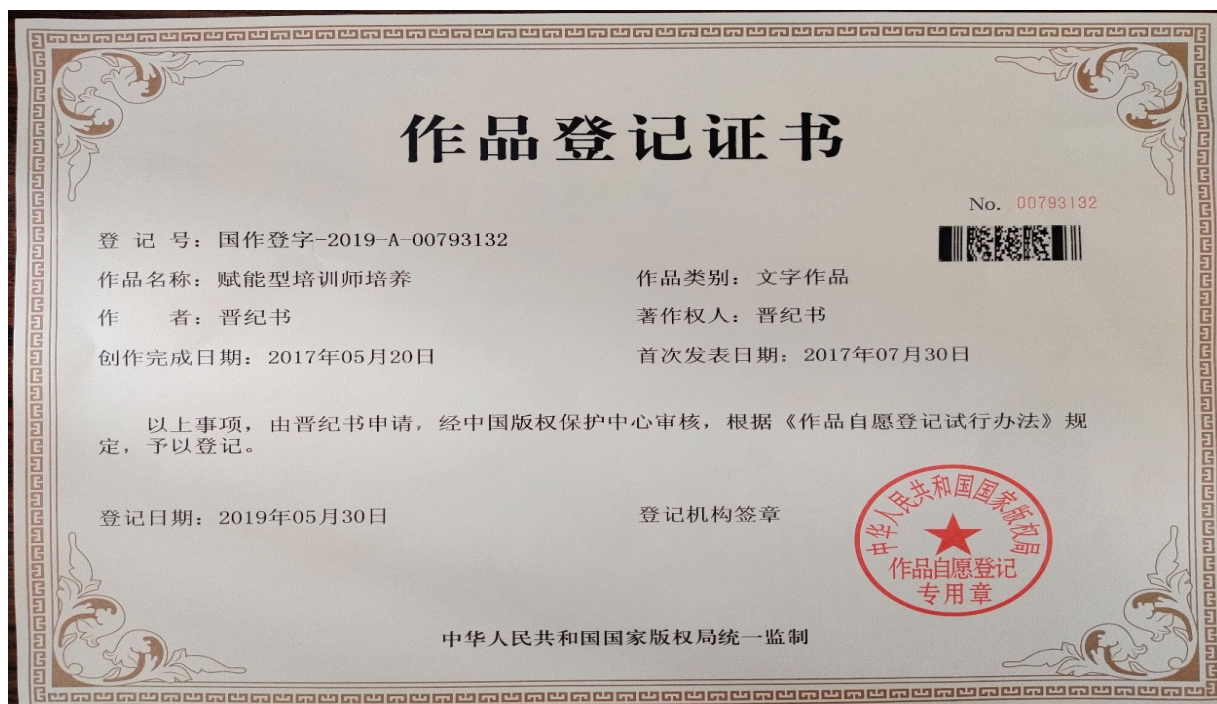 作品登记证书
No. 00793132
登 记 号：国作登字-2019-A-00793132
作品名称：赋能型培训师培养
作品类别：文字作品
作 者：晋纪书
著作权人：晋纪书
创作完成日期：2017年05月20日
首次发表日期：2017年07月30日
以上事项，由晋纪书申请，经中国版权保护中心审核，根据《作品自愿登记试行办法》规
定，予以登记。
登记日期：2019年05月30日
登记机构签章
中华人民共和国国家版权局
作品自愿登记
专用章
中华人民共和国国家版权局统一监制